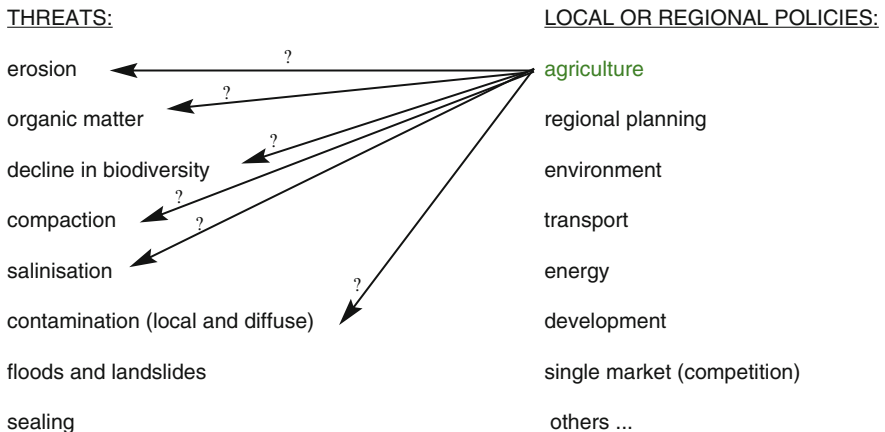 THREATS: LOCAL OR REGIONAL POLICIES:
?
erosion agriculture
?
organic matter regional planning
?
decline in biodiversity environment
?
compaction transport
?
salinisation energy
?
contamination (local and diffuse) development
floods and landslides single market (competition)
sealing others ...